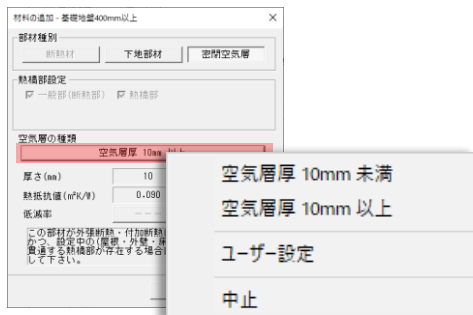 材料の追加 - 基礎地盤400mm以上
部材種別
断熱材 下地部材 密閉空気層
熱橋部設定
一般部(断熱部) 熱橋部
空気層の種類
空気層厚 10mm 以上
厚さ(mm) 10
熱抵抗値(m²K/W) 0.090
低減率 ---
この部材が外張断熱・付加断熱
かつ、設定中の(屋根・外壁・床
貫通する熱橋部が存在する場合
して下さい。
空気層厚 10mm 未満
空気層厚 10mm 以上
ユーザー設定
中止